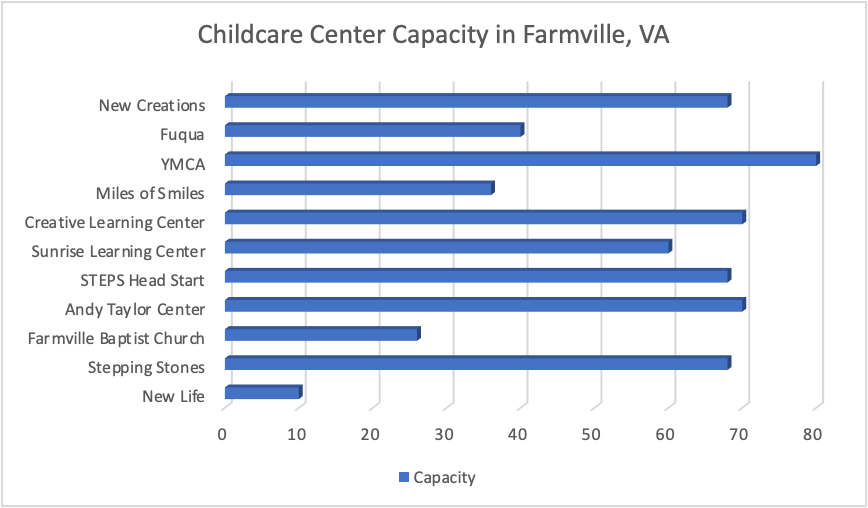 Childcare Center Capacity in Farmville, VA
New Creations
Fuqua
YMCA
Miles of Smiles
Creative Learning Center
Sunrise Learning Center
STEPS Head Start
Andy Taylor Center
Farmville Baptist Church
Stepping Stones
New Life
0 10 20 30 40 50 60 70 80
Capacity